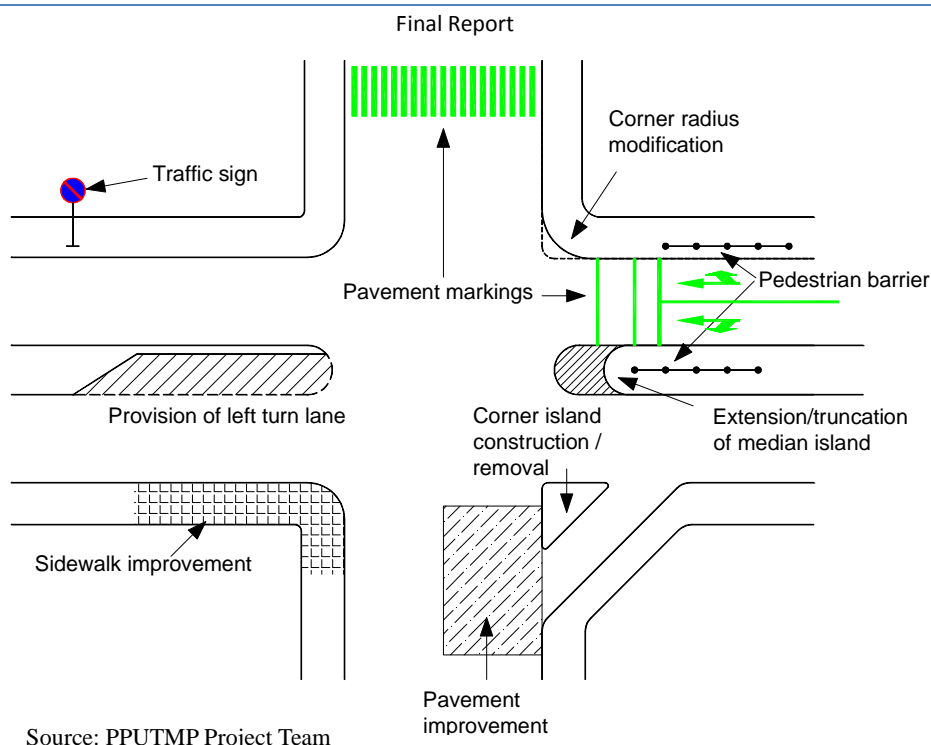 Final Report
Corner radius
modification
Traffic sign
Pavement markings
Pedestrian barrier
Provision of left turn lane
Corner island
construction /
removal
Extension/truncation
of median island
Sidewalk improvement
Pavement
improvement
Source: PPUTMP Project Team